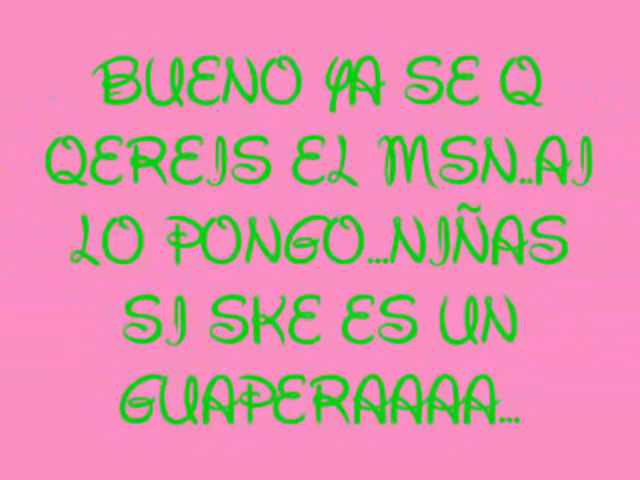 BUENO YA SE Q
QEREIS EL MSN..AI
LO PONGO...NIÑAS
SI SKE ES UN
GUAPERAAAA...